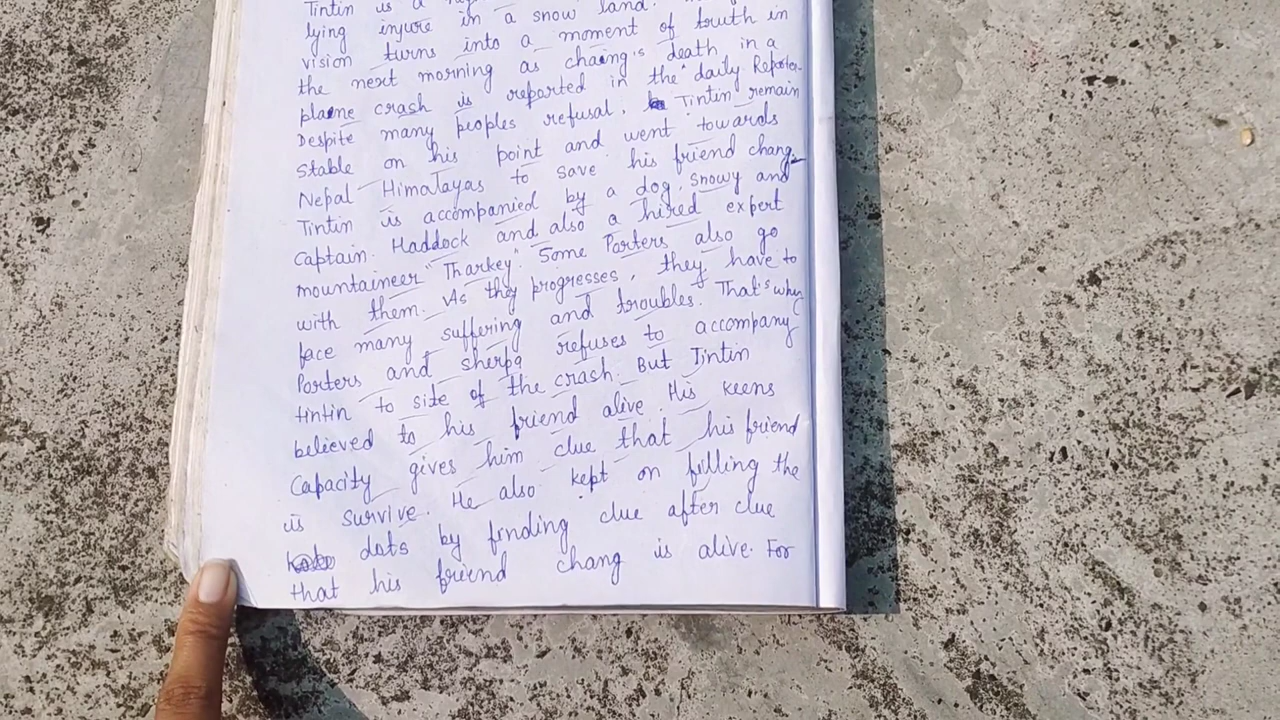 Tintin is a
lying injure in a snow land.
vision turns into a moment of truth in
the next morning as chaing's death in a
plane crash is reported in the daily Reporter.
Despite many peoples refusal, Tintin remain
stable on his point and went towards
Nepal Himalayas to save his friend chang.
Tintin is accompanied by a dog, snowy and
Captain Haddock and also a hired expert
mountaineer "Tharkey". Some Porters also go
with them. As they progresses, they have to
face many suffering and troubles. That's why
Porters and sherpa refuses to accompany
tintin to site of the crash. But Tintin
believed to his friend alive. His keens
Capacity gives him clue that his friend
is survive. He also kept on filling the
dots by finding clue after clue
that his friend chang is alive. For